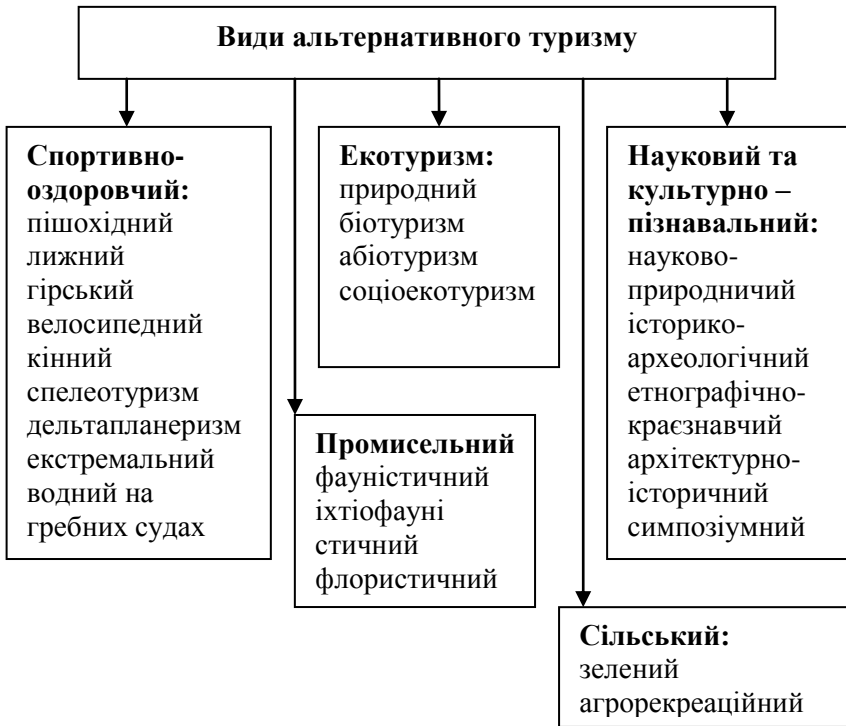 Види альтернативного туризму
Спортивно-
оздоровчий:
пішохідний
лижний
гірський
велосипедний
кінний
спелеотуризм
дельтапланеризм
екстремальний
водний на
гребних судах
Екотуризм:
природний
біотуризм
абіотуризм
соціоекотуризм
Науковий та
культурно –
пізнавальний:
науково-
природничий
історико-
археологічний
етнографічно-
краєзнавчий
архітектурно-
історичний
симпозіумний
Промисельний
фауністичний
іхтіофауні
стичний
флористичний
Сільський:
зелений
агрорекреаційний